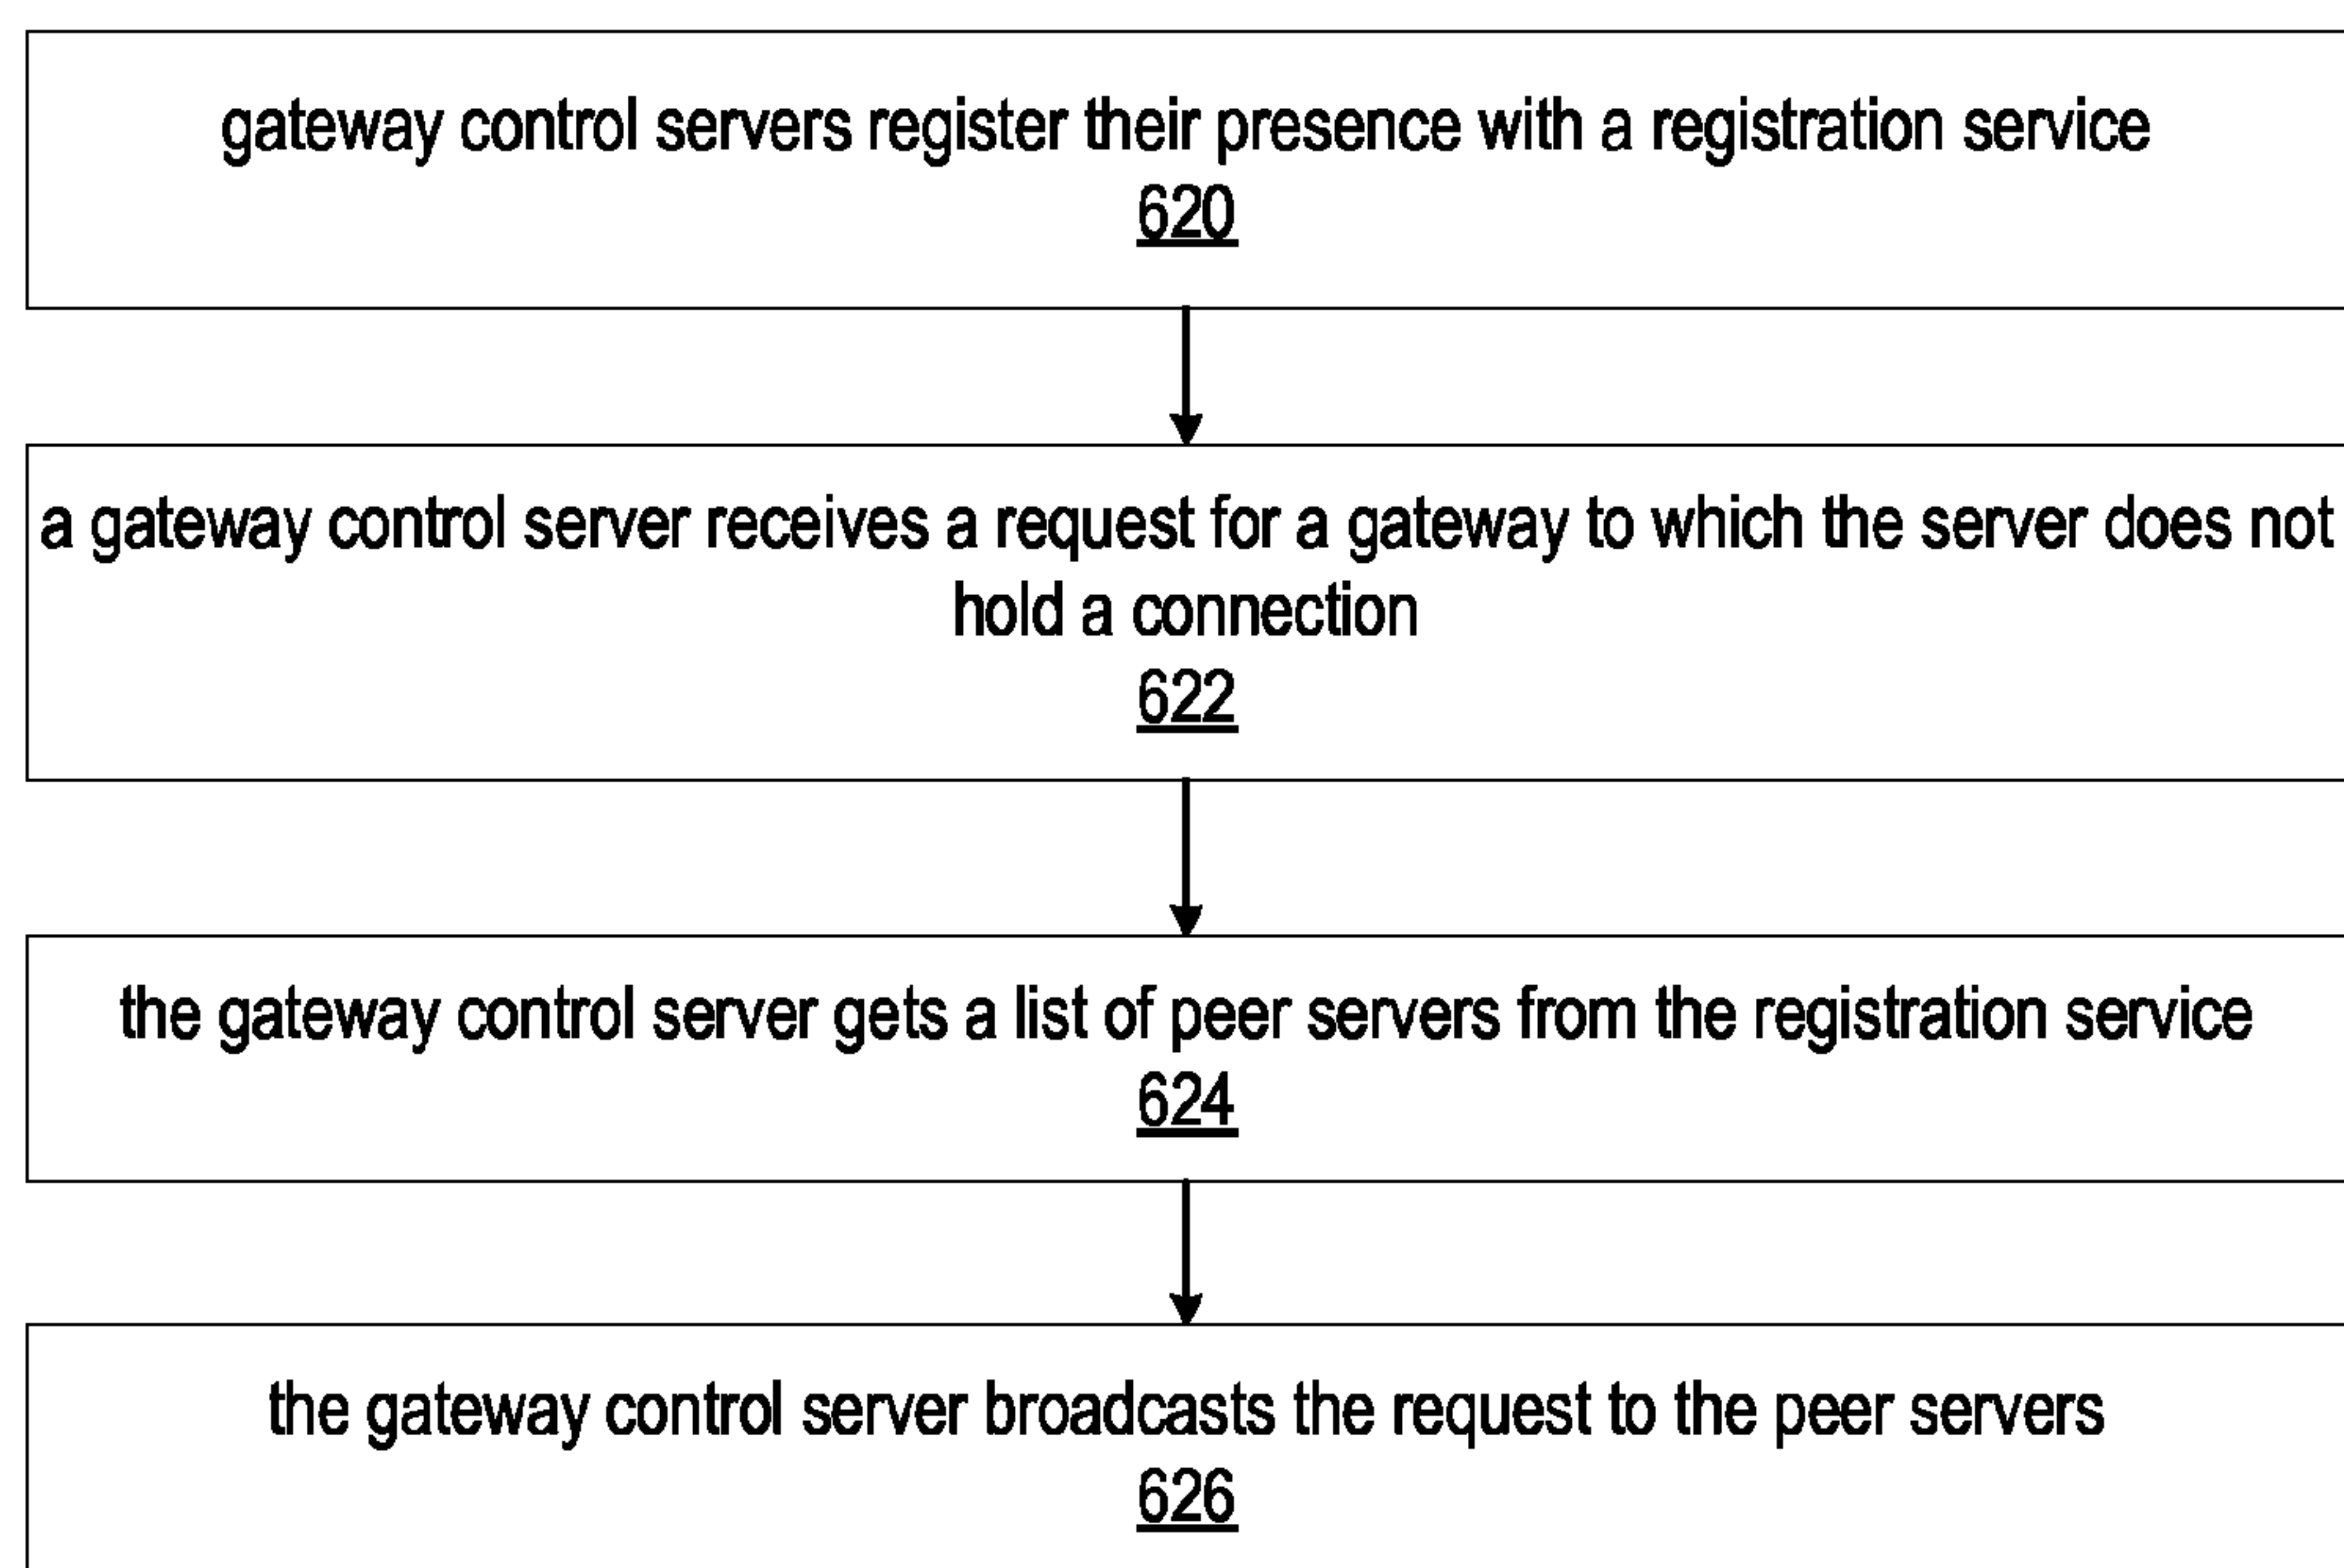 gateway control servers register their presence with a registration service
620
a gateway control server receives a request for a gateway to which the server does not
hold a connection
622
the gateway control server gets a list of peer servers from the registration service
624
the gateway control server broadcasts the request to the peer servers
626